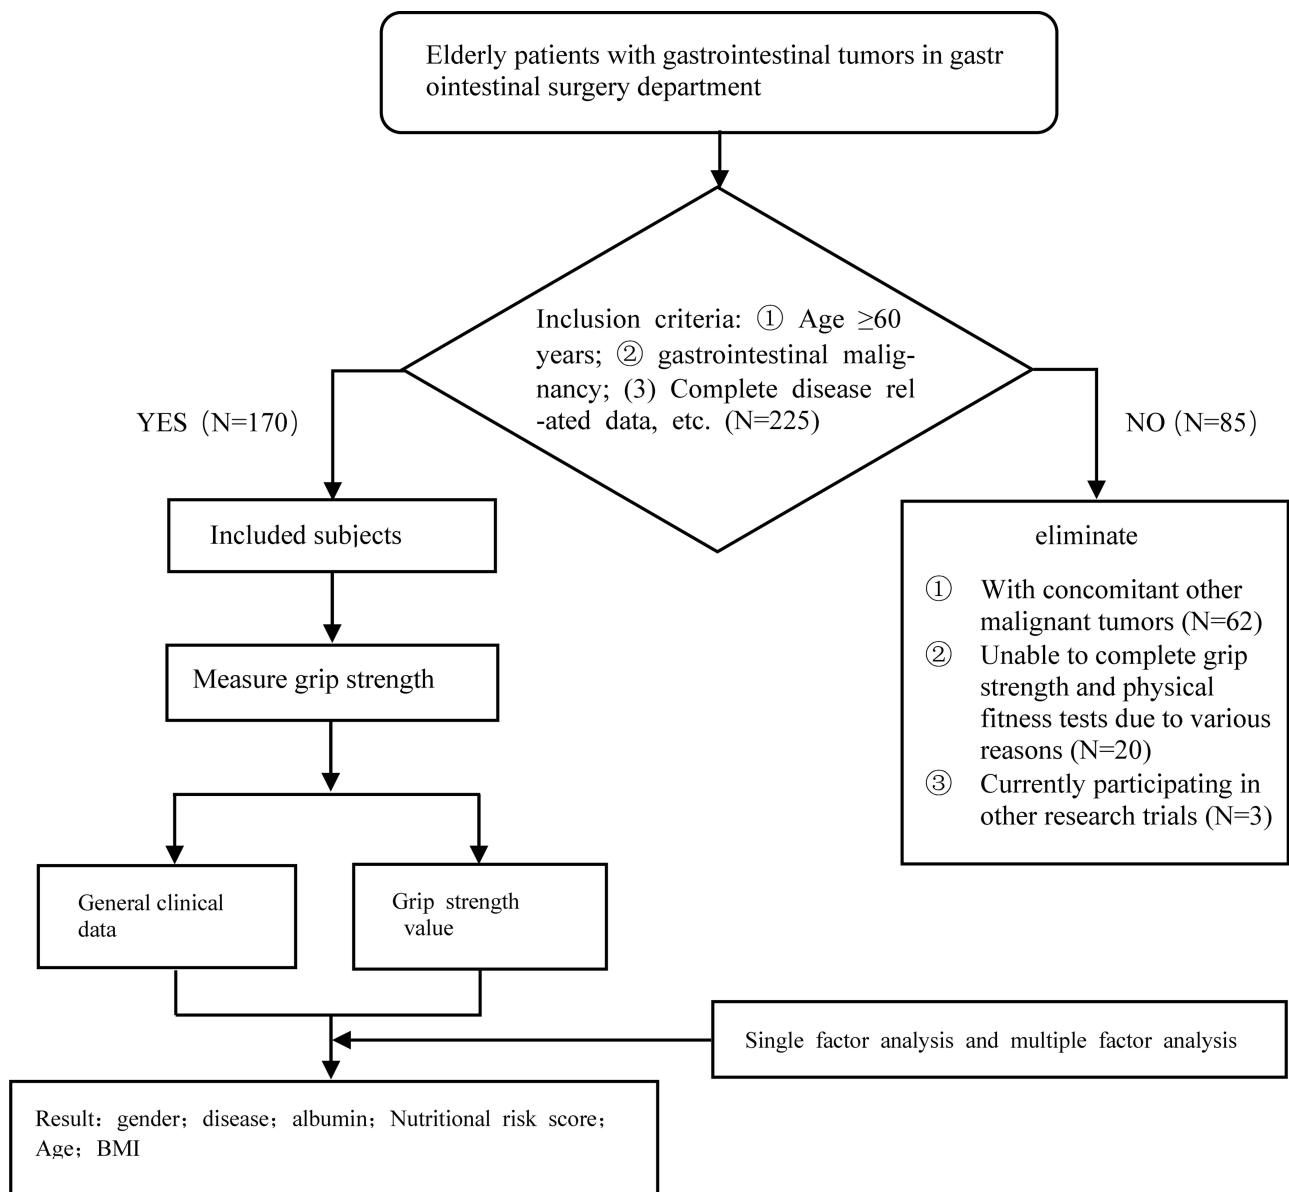 Elderly patients with gastrointestinal tumors in gastr
ointestinal surgery department
Inclusion criteria: ① Age ≥60
years; ② gastrointestinal malig-
nancy; (3) Complete disease rel
-ated data, etc. (N=225)
YES (N=170)
NO (N=85)
Included subjects
eliminate
① With concomitant other
malignant tumors (N=62)
② Unable to complete grip
strength and physical
fitness tests due to various
reasons (N=20)
③ Currently participating in
other research trials (N=3)
Measure grip strength
General clinical
data
Grip strength
value
Single factor analysis and multiple factor analysis
Result: gender; disease; albumin; Nutritional risk score;
Age; BMI